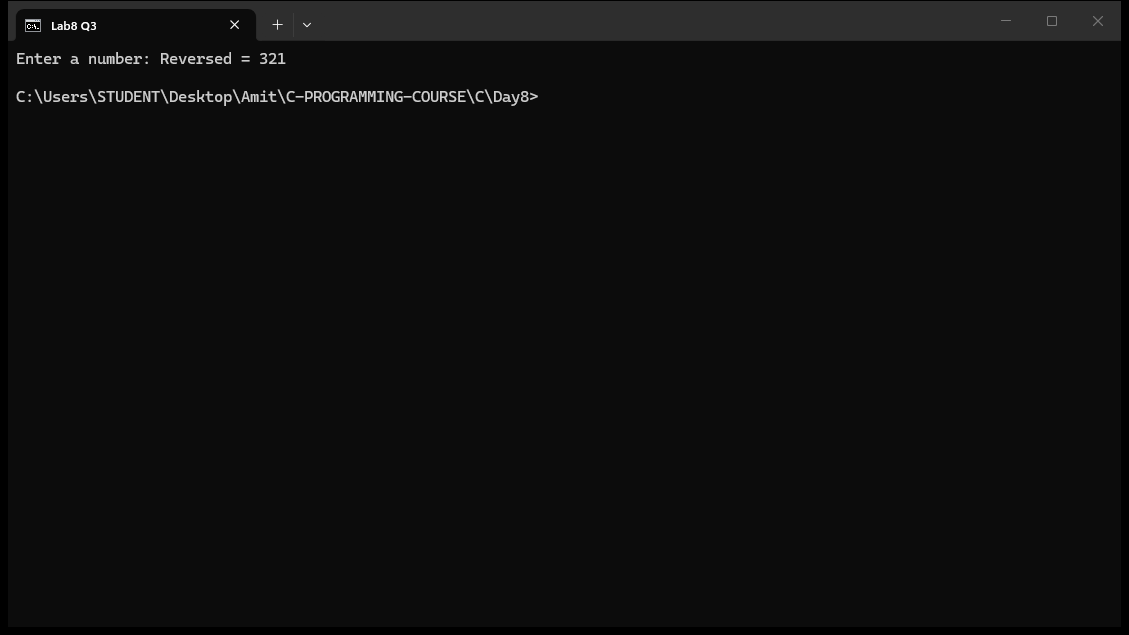 Lab8 Q3
Enter a number: Reversed = 321
C:\Users\STUDENT\Desktop\Amit\C-PROGRAMMING-COURSE\C\Day8>